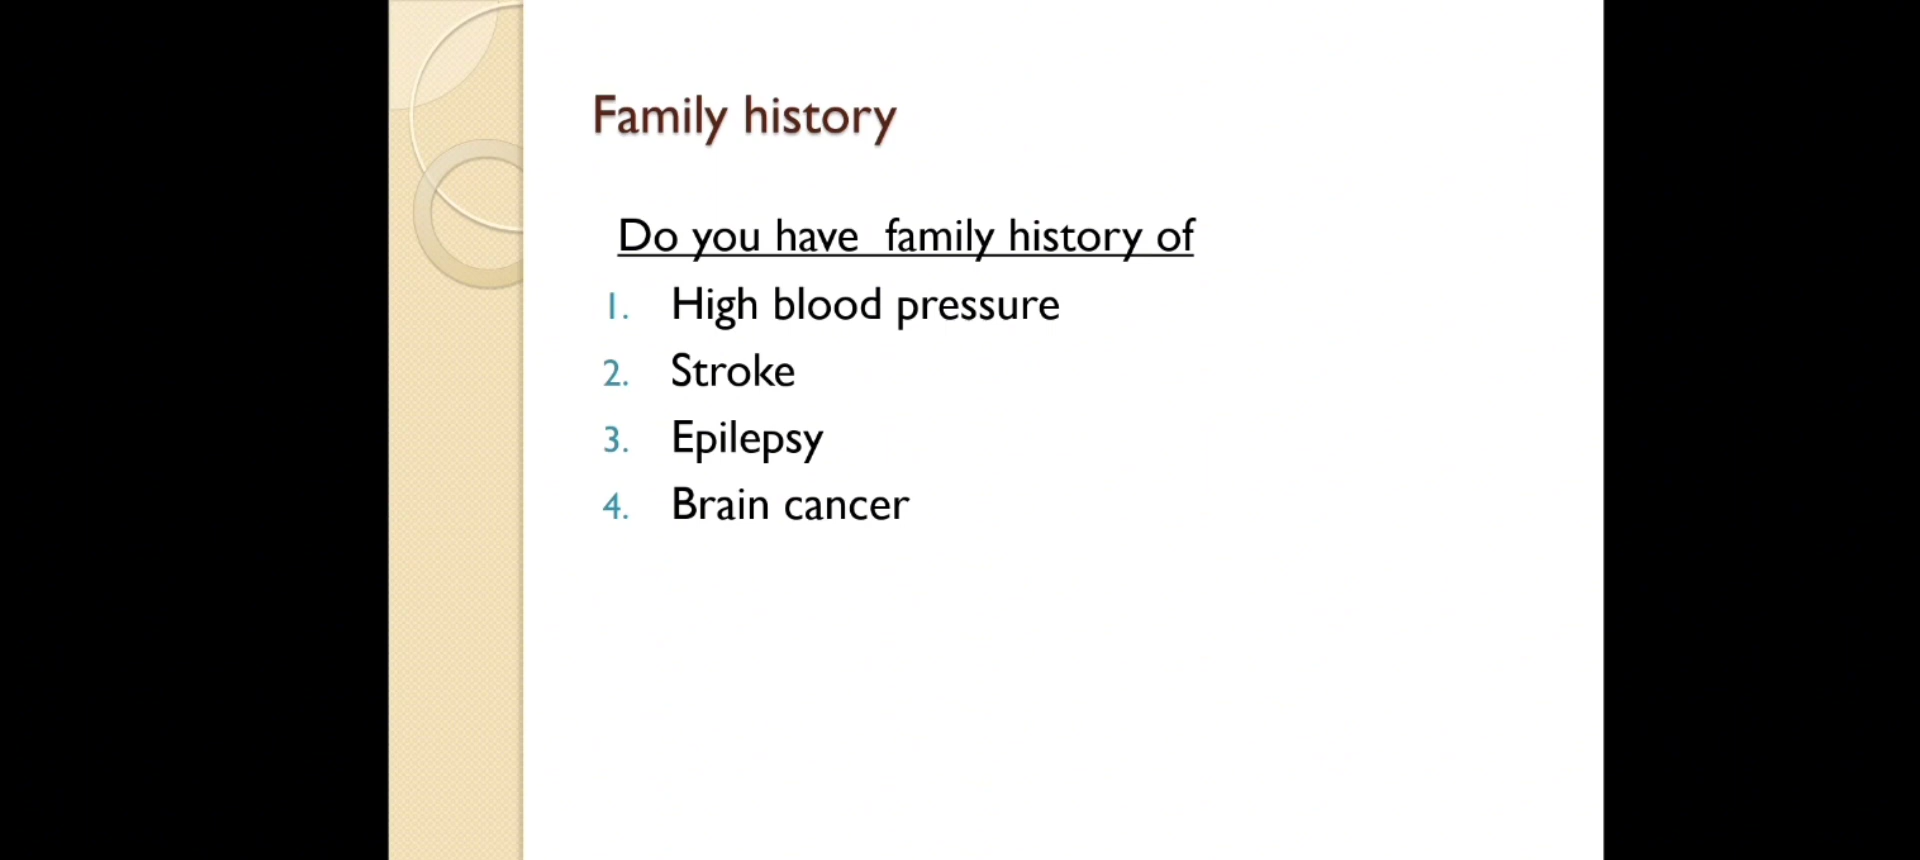 Family history
Do you have  family history of
1. High blood pressure
2. Stroke
3. Epilepsy
4. Brain cancer